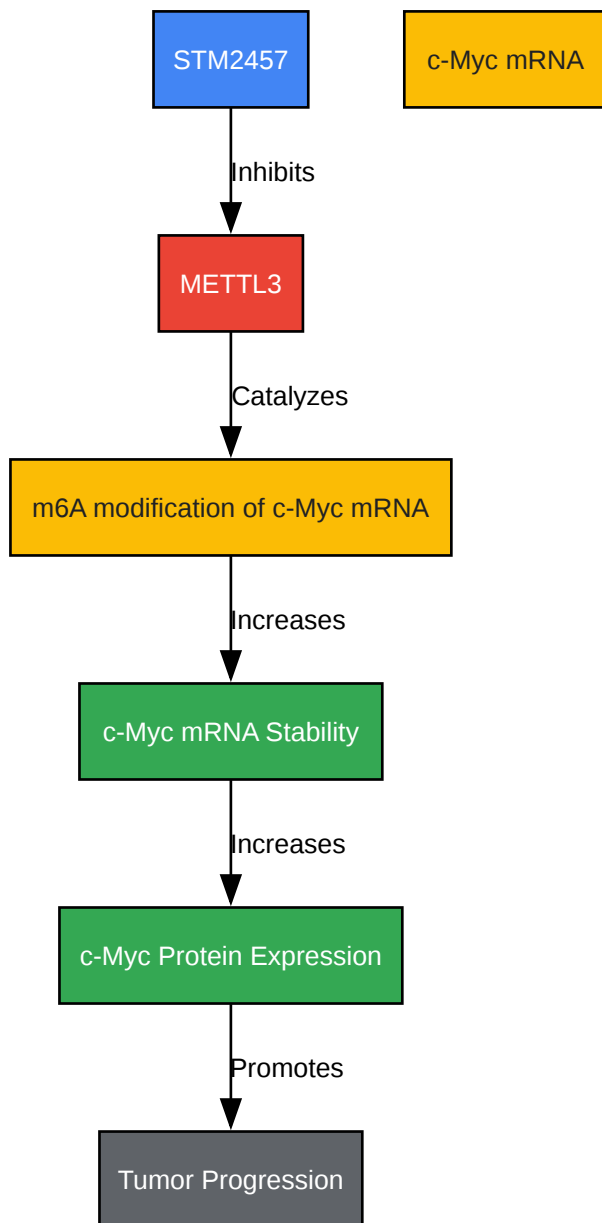 STM2457
c-Myc mRNA
Inhibits
METTL3
Catalyzes
m6A modification of c-Myc mRNA
Increases
c-Myc mRNA Stability
Increases
c-Myc Protein Expression
Promotes
Tumor Progression